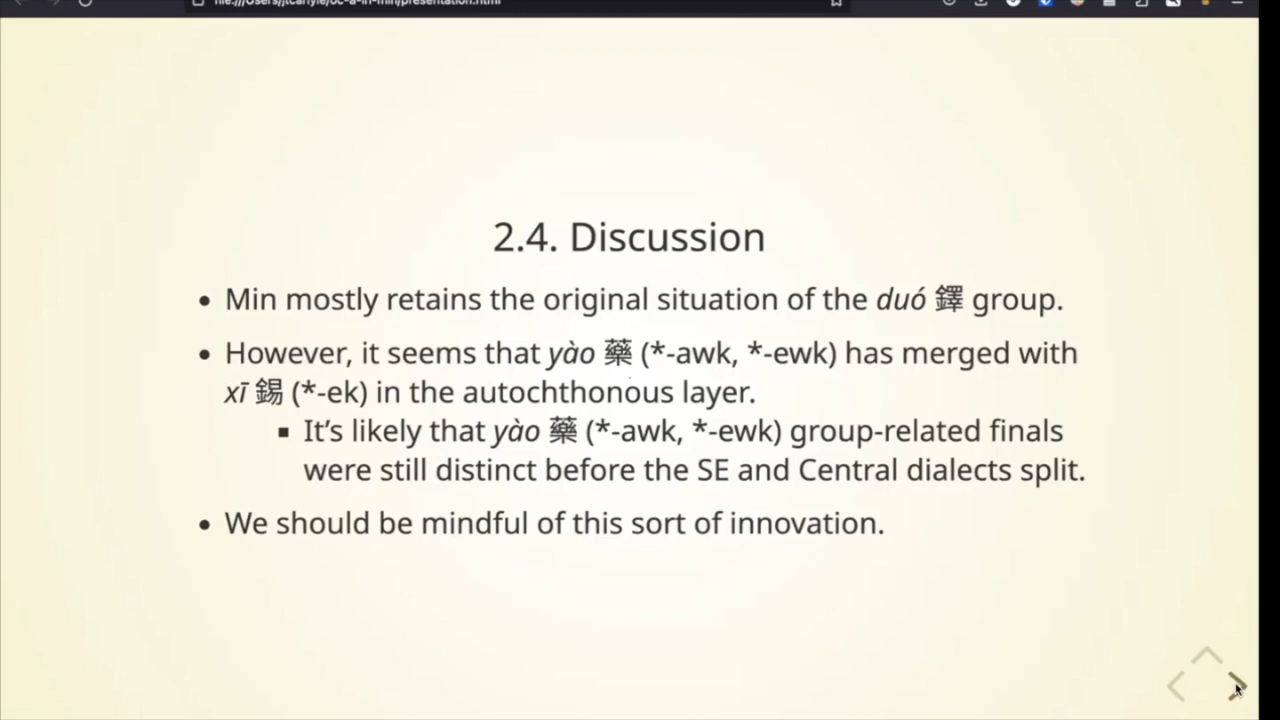 2.4. Discussion
• Min mostly retains the original situation of the duó 鐸 group.
• However, it seems that yào 藥 (*-awk, *-ewk) has merged with
xī 錫 (*-ek) in the autochthonous layer.
▪ It’s likely that yào 藥 (*-awk, *-ewk) group-related finals
were still distinct before the SE and Central dialects split.
• We should be mindful of this sort of innovation.